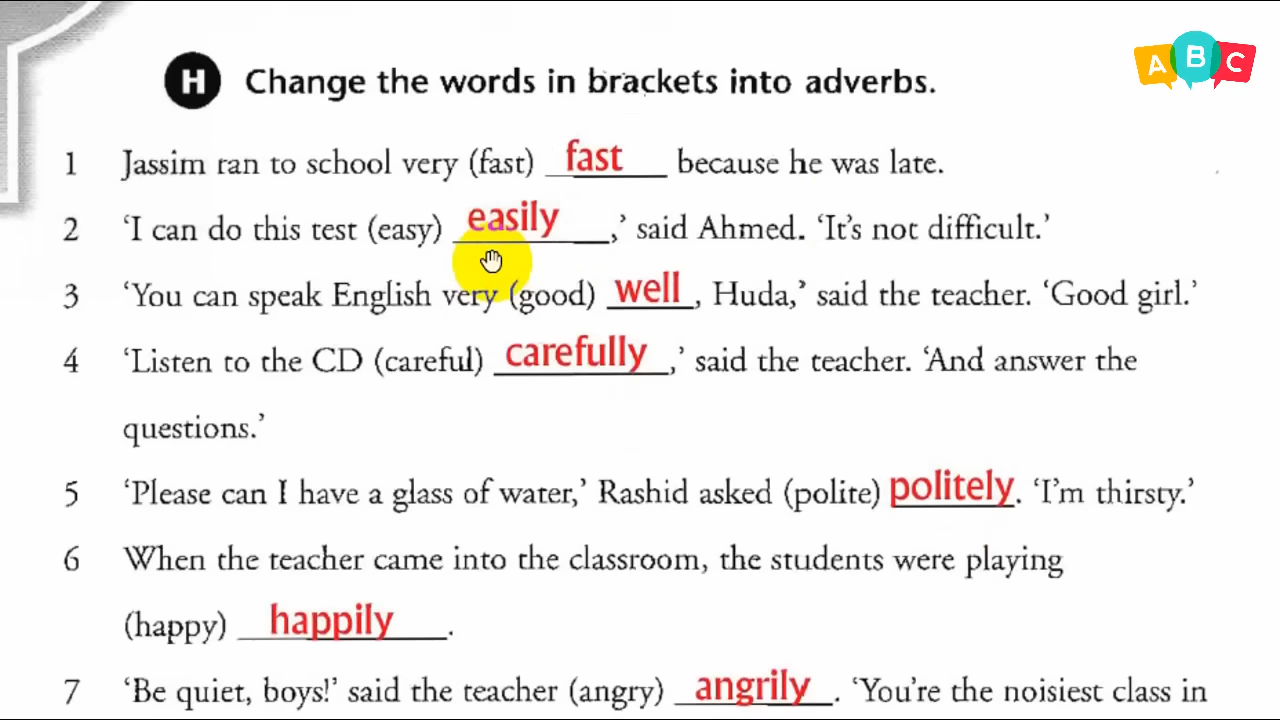 A B C
H Change the words in brackets into adverbs.
1 Jassim ran to school very (fast) fast because he was late.
2 ‘I can do this test (easy) easily,’ said Ahmed. ‘It’s not difficult.’
3 ‘You can speak English very (good) well, Huda,’ said the teacher. ‘Good girl.’
4 ‘Listen to the CD (careful) carefully,’ said the teacher. ‘And answer the
questions.’
5 ‘Please can I have a glass of water,’ Rashid asked (polite) politely. ‘I’m thirsty.’
6 When the teacher came into the classroom, the students were playing
(happy) happily.
7 ‘Be quiet, boys!’ said the teacher (angry) angrily. ‘You’re the noisiest class in